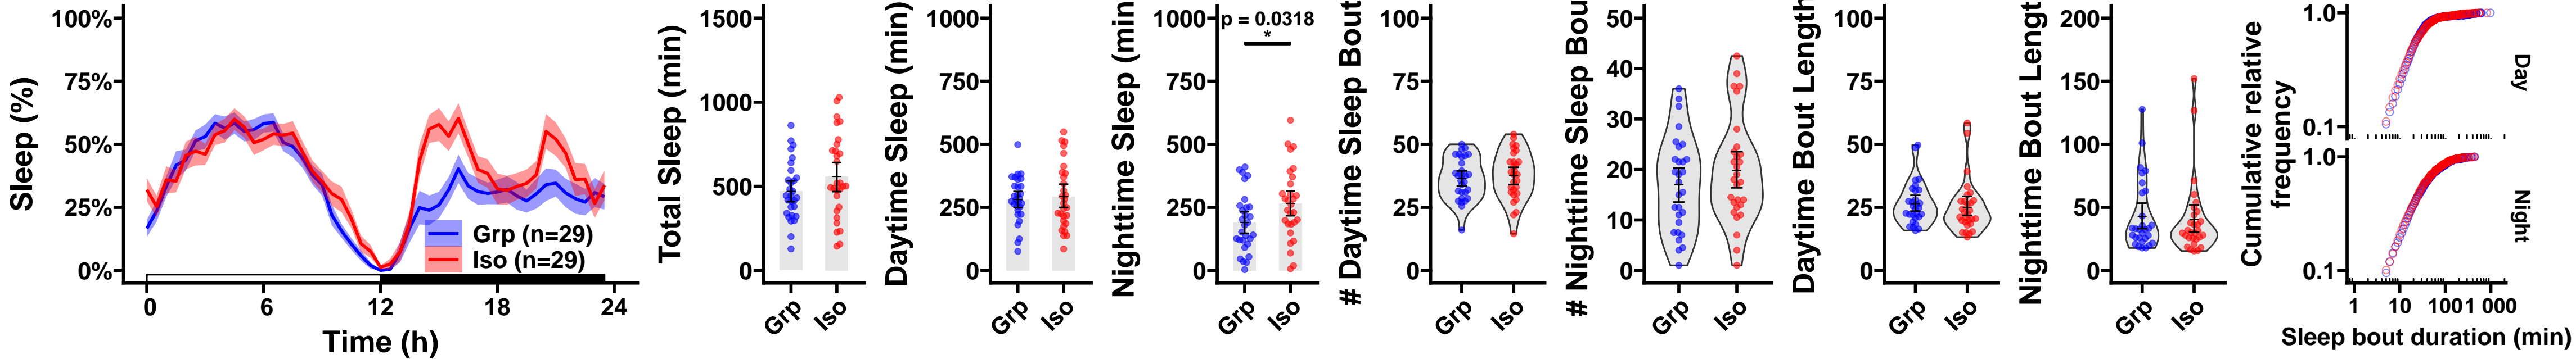 Sleep (%)
100%
75%
50%
25%
0%
Grp (n=29)
Iso (n=29)
0 6 12 18 24
Time (h)
Total Sleep (min)
1500
1000
500
0
Grp Iso
Daytime Sleep (min)
1000
750
500
250
0
Grp Iso
Nighttime Sleep (min
1000
750
500
250
0
p = 0.0318
*
Grp Iso
# Daytime Sleep Bout
100
75
50
25
0
Grp Iso
# Nighttime Sleep Bou
50
40
30
20
10
0
Grp Iso
Daytime Bout Length
100
75
50
25
0
Grp Iso
Nighttime Bout Lengt
200
150
100
50
0
Grp Iso
Cumulative relative
frequency
1.0
0.1
Day
1.0
0.1
Night
1 10 100 1 000
Sleep bout duration (min)